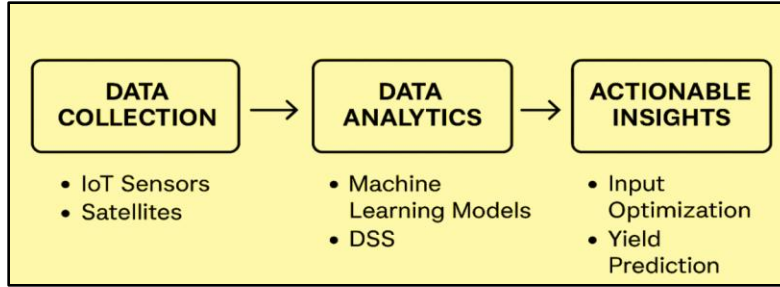 DATA
COLLECTION
• IoT Sensors
• Satellites
DATA
ANALYTICS
• Machine
Learning Models
• DSS
ACTIONABLE
INSIGHTS
• Input
Optimization
• Yield
Prediction